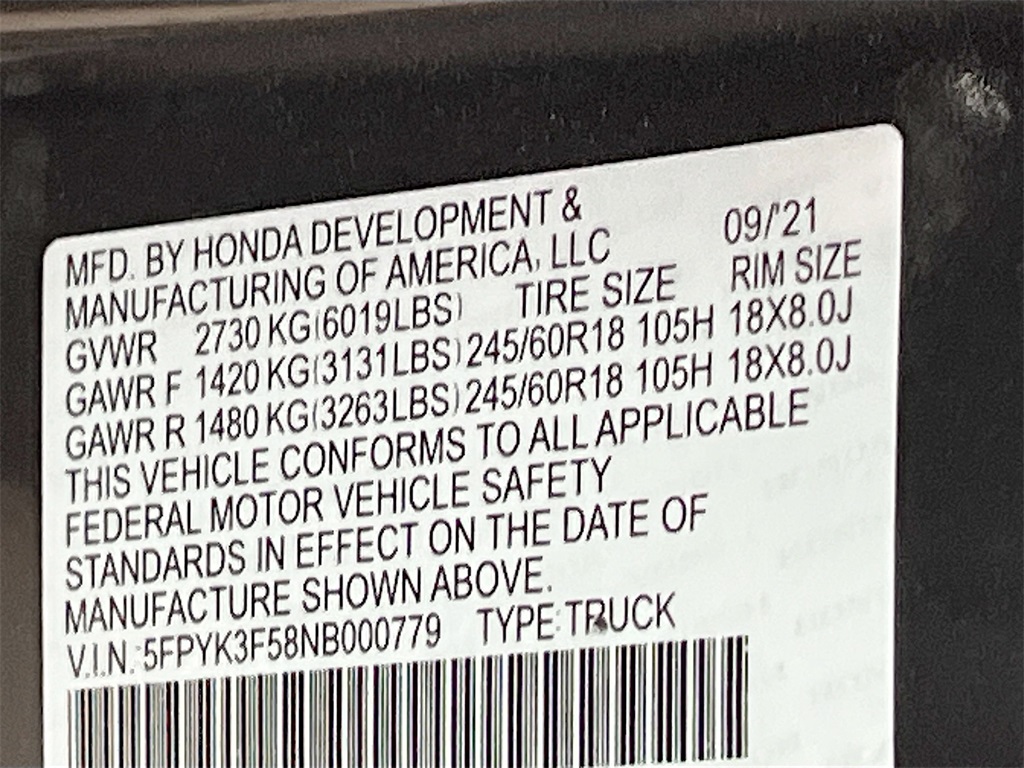 MFD. BY HONDA DEVELOPMENT &
MANUFACTURING OF AMERICA, LLC 09/'21
GVWR 2730 KG(6019LBS) TIRE SIZE RIM SIZE
GAWR F 1420 KG(3131LBS) 245/60R18 105H 18X8.0J
GAWR R 1480 KG(3263LBS) 245/60R18 105H 18X8.0J
THIS VEHICLE CONFORMS TO ALL APPLICABLE
FEDERAL MOTOR VEHICLE SAFETY
STANDARDS IN EFFECT ON THE DATE OF
MANUFACTURE SHOWN ABOVE.
V.I.N.:5FPYK3F58NB000779 TYPE:TRUCK